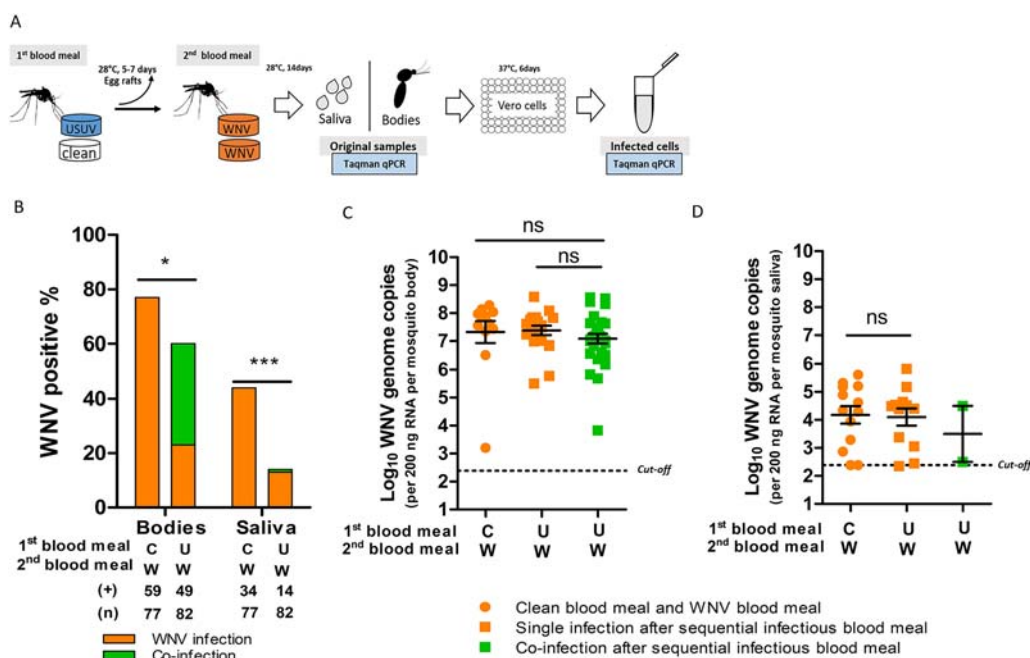 A
1st blood meal
28°C, 5-7 days
Egg rafts
2nd blood meal
28°C, 14days
37°C, 6days
USUV
clean
WNV
WNV
Saliva
Bodies
Vero cells
Original samples
Taqman qPCR
Infected cells
Taqman qPCR
B
WNV positive %
100
80
60
40
20
0
*
***
Bodies Saliva
1st blood meal C U C U
2nd blood meal W W W W
(+) 59 49 34 14
(n) 77 82 77 82
WNV infection
Co-infection
C
Log10 WNV genome copies
(per 200 ng RNA per mosquito body)
10
9
8
7
6
5
4
3
2
1
ns
ns
Cut-off
1st blood meal C U U
2nd blood meal W W W
D
Log10 WNV genome copies
(per 200 ng RNA per mosquito saliva)
10
9
8
7
6
5
4
3
2
1
ns
Cut-off
1st blood meal C U U
2nd blood meal W W W
Clean blood meal and WNV blood meal
Single infection after sequential infectious blood meal
Co-infection after sequential infectious blood meal